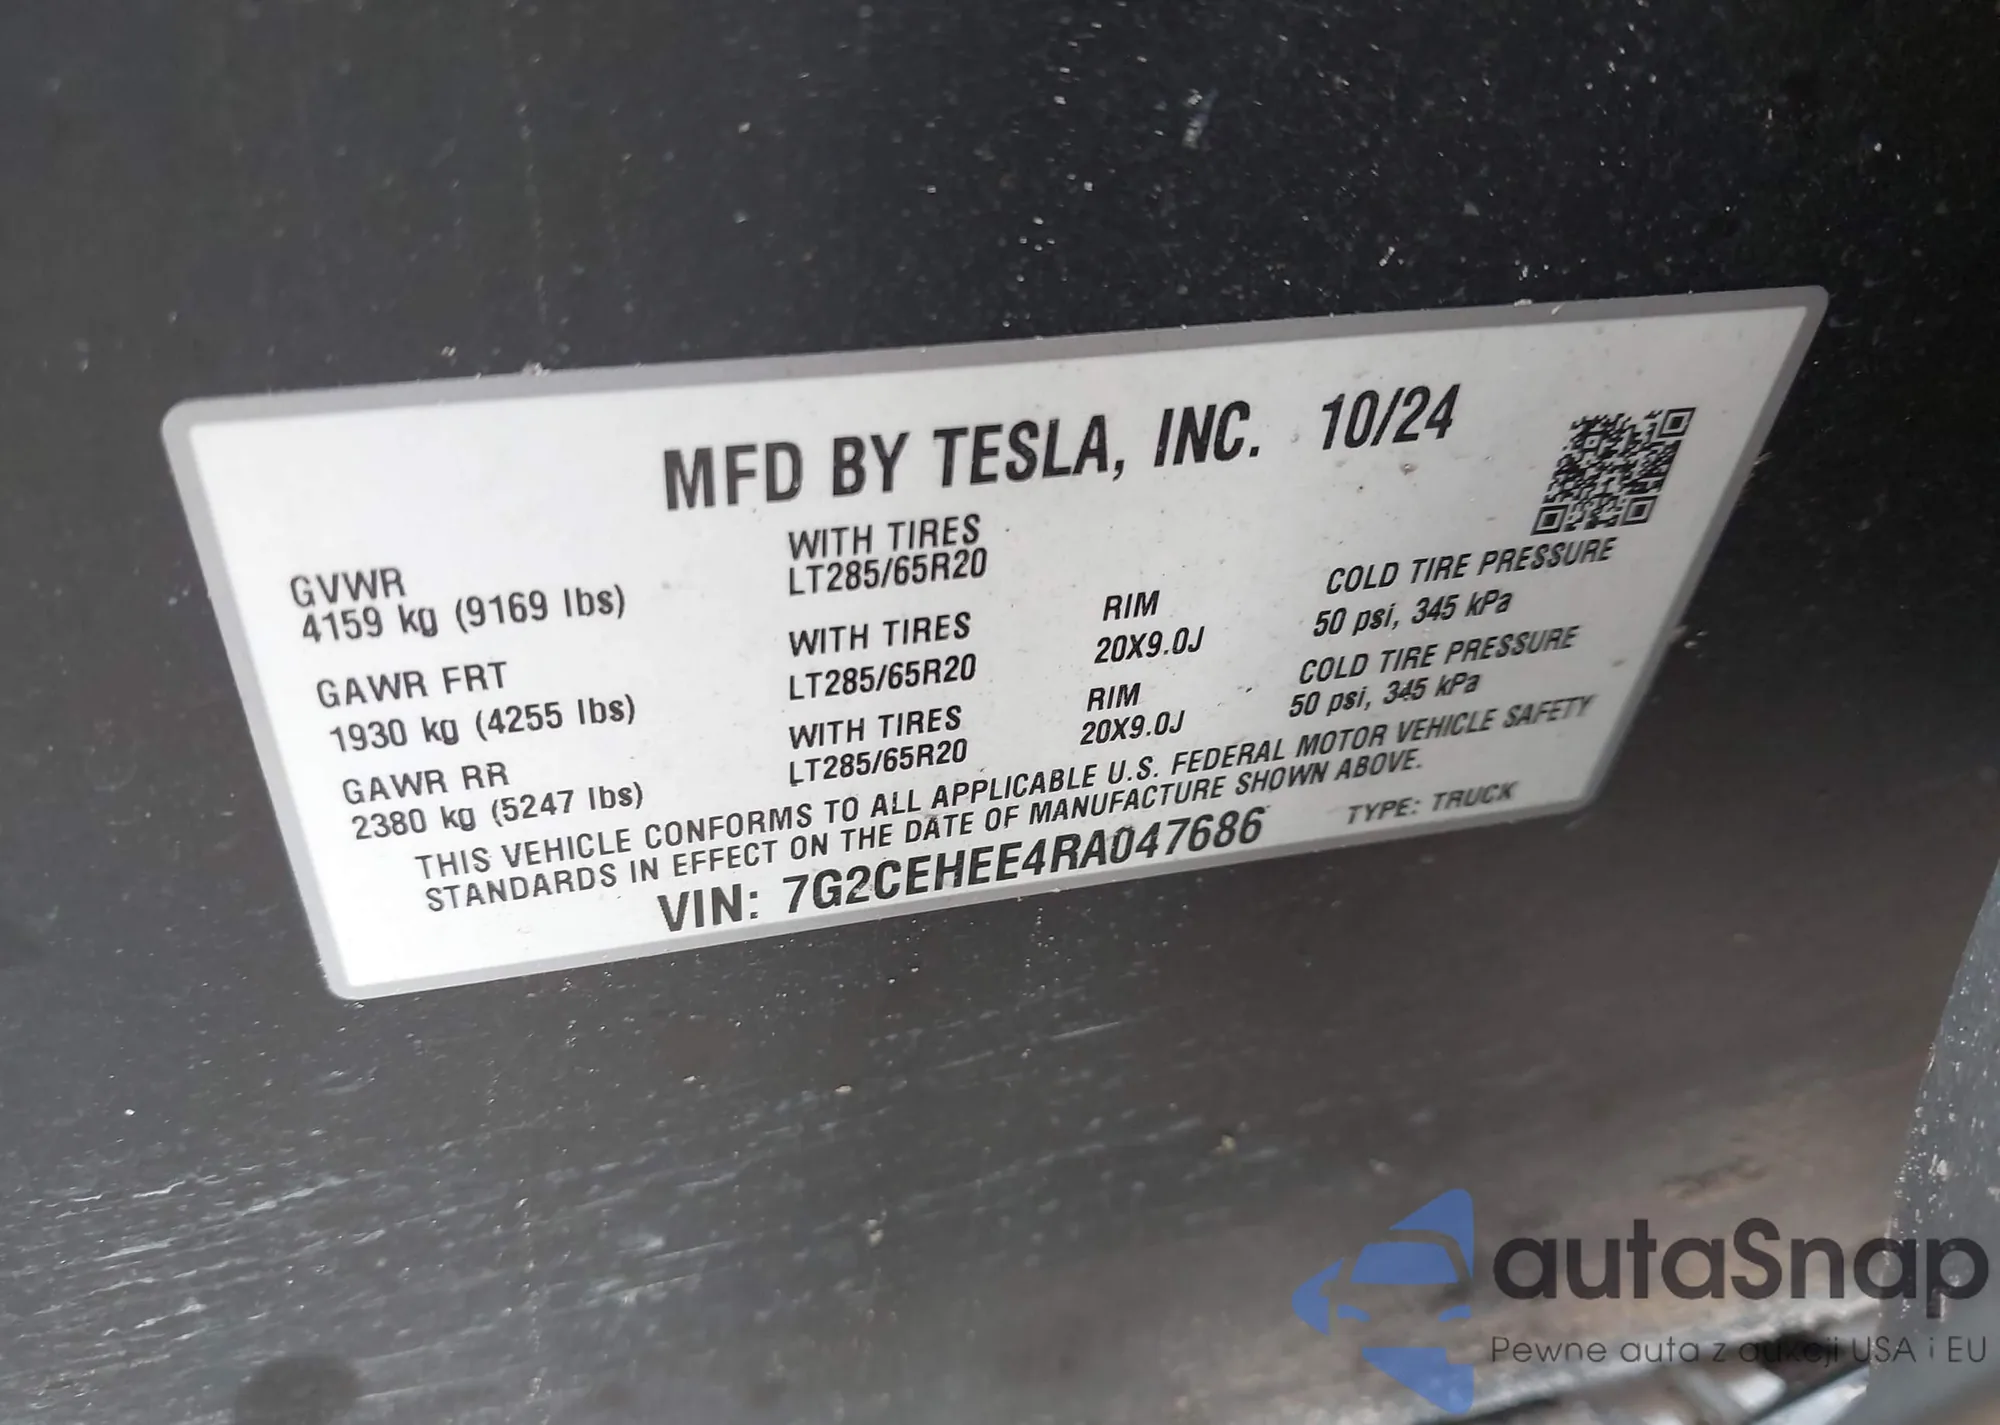 MFD BY TESLA, INC. 10/24
GVWR
4159 kg (9169 lbs)
WITH TIRES
LT285/65R20
GAWR FRT
1930 kg (4255 lbs)
WITH TIRES
LT285/65R20
RIM
20X9.0J
COLD TIRE PRESSURE
50 psi, 345 kPa
GAWR RR
2380 kg (5247 lbs)
WITH TIRES
LT285/65R20
RIM
20X9.0J
COLD TIRE PRESSURE
50 psi, 345 kPa
THIS VEHICLE CONFORMS TO ALL APPLICABLE U.S. FEDERAL MOTOR VEHICLE SAFETY
STANDARDS IN EFFECT ON THE DATE OF MANUFACTURE SHOWN ABOVE.
VIN: 7G2CEHEE4RA047686
TYPE: TRUCK
autaSnap
Pewne auta z aukcji USA i EU